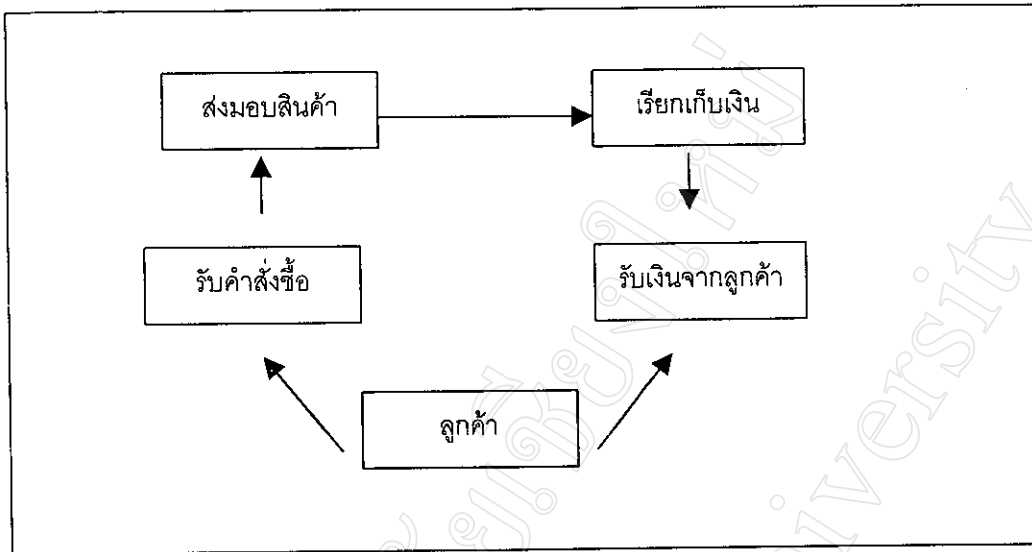 ส่งมอบสินค้า
เรียกเก็บเงิน
รับคำสั่งซื้อ
รับเงินจากลูกค้า
ลูกค้า
University